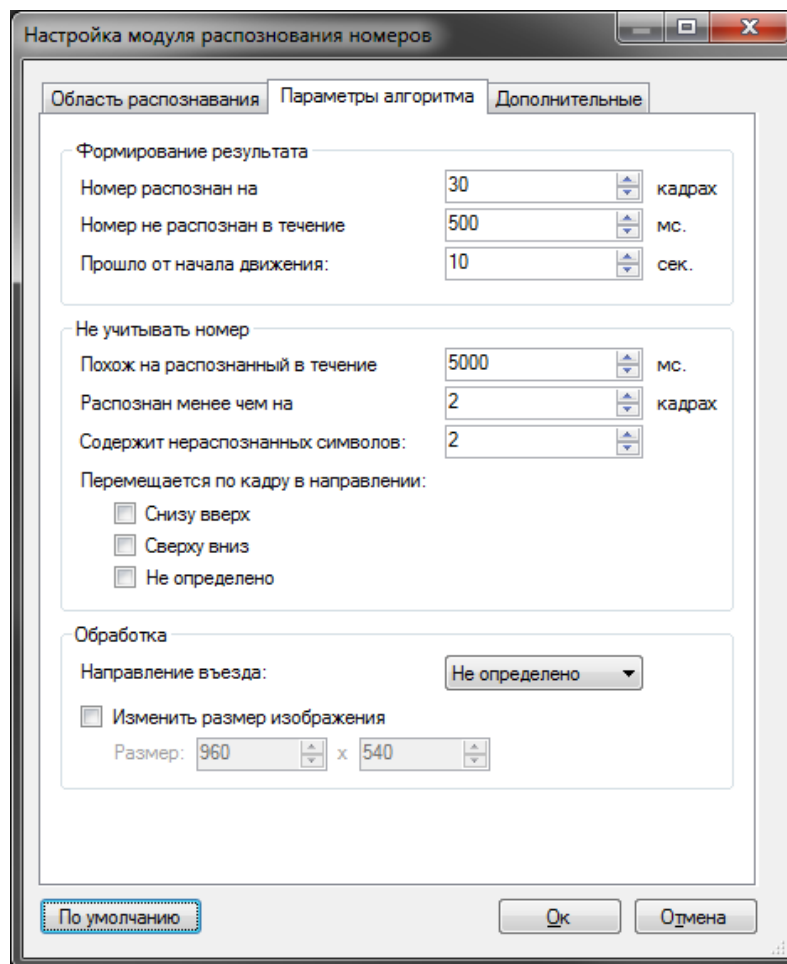 Настройка модуля распознования номеров
Область распознавания Параметры алгоритма Дополнительные
Формирование результата
Номер распознан на 30 кадрах
Номер не распознан в течение 500 мс.
Прошло от начала движения: 10 сек.
Не учитывать номер
Похож на распознанный в течение 5000 мс.
Распознан менее чем на 2 кадрах
Содержит нераспознанных символов: 2
Перемещается по кадру в направлении:
Снизу вверх
Сверху вниз
Не определено
Обработка
Направление въезда: Не определено
Изменить размер изображения
Размер: 960 x 540
По умолчанию Ок Отмена